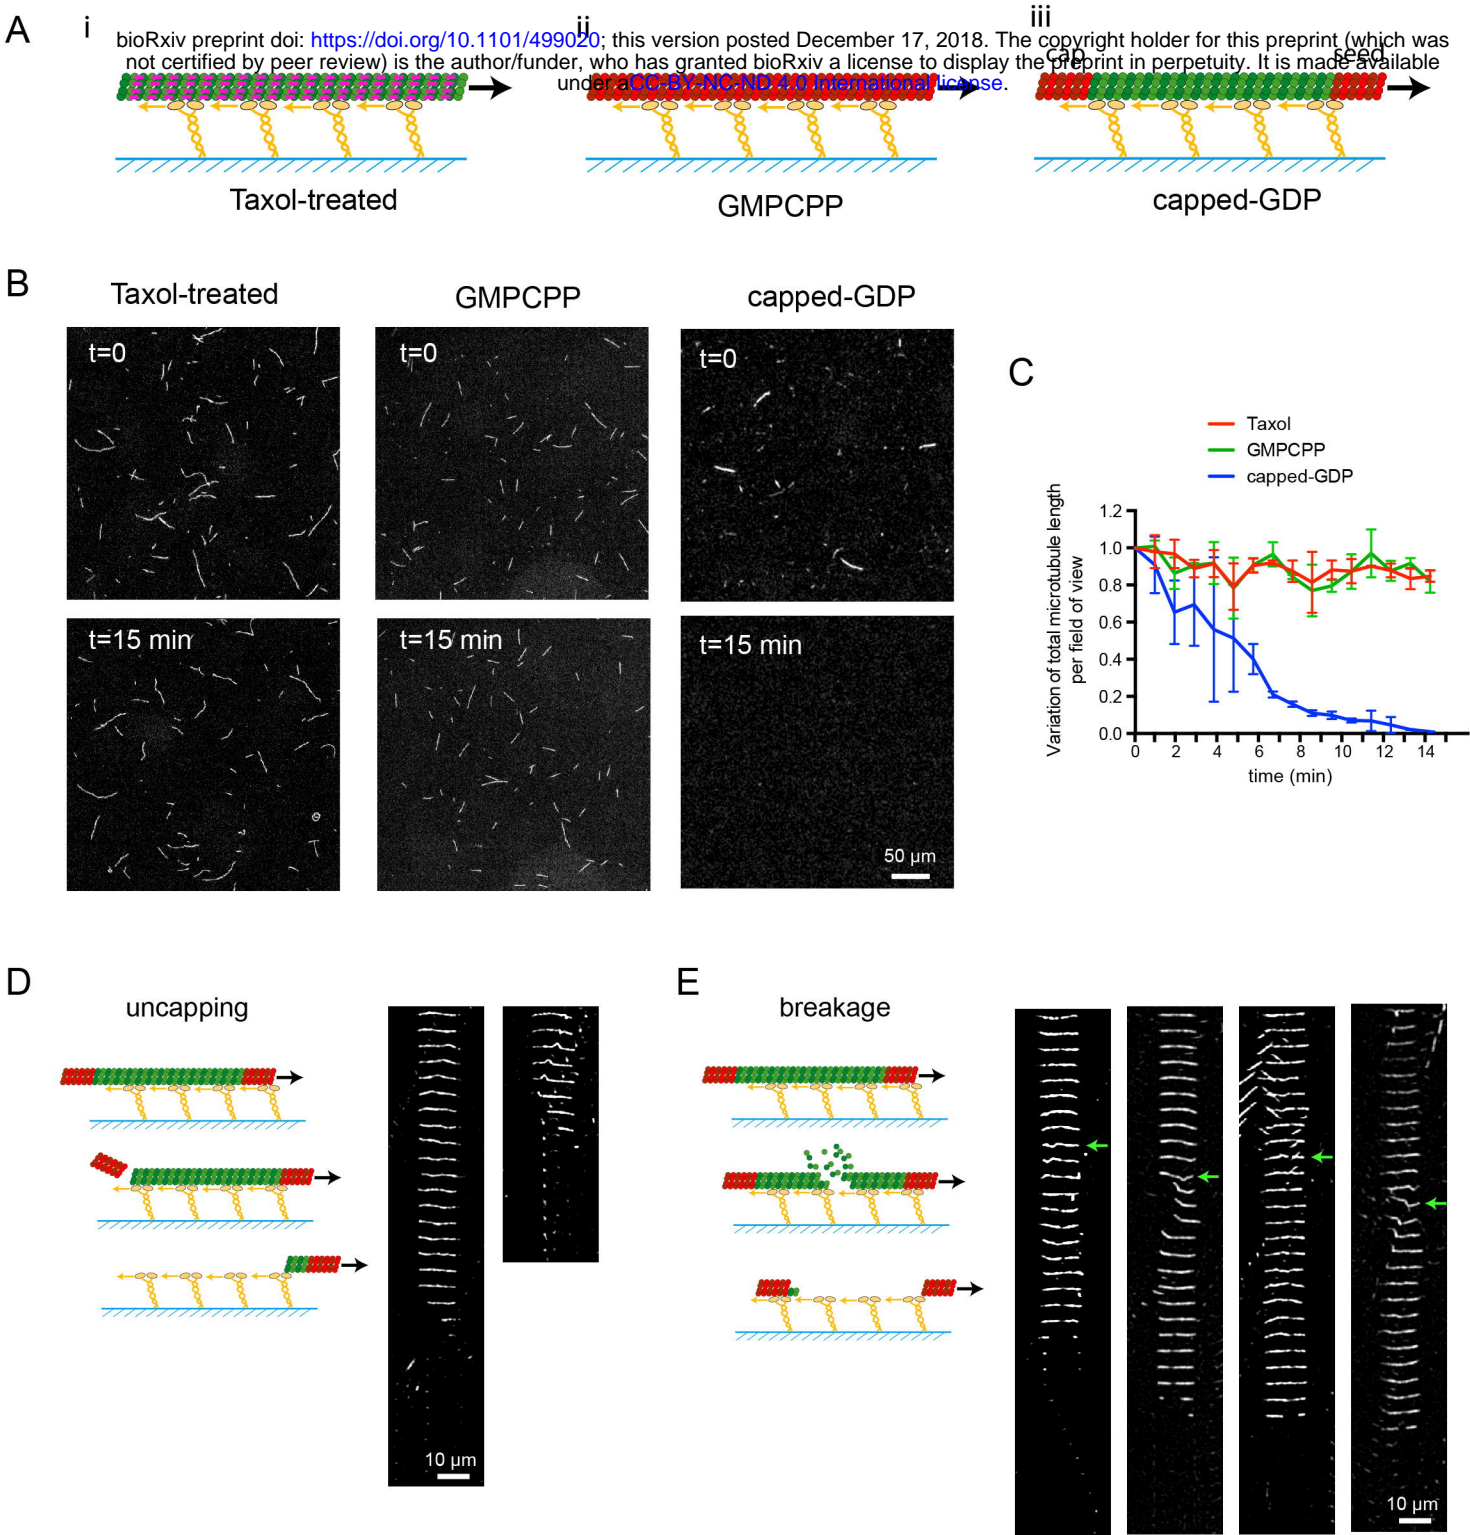 A
i
ii
iii
bioRxiv preprint doi: https://doi.org/10.1101/499020; this version posted December 17, 2018. The copyright holder for this preprint (which was
not certified by peer review) is the author/funder, who has granted bioRxiv a license to display the preprint in perpetuity. It is made available
under aCC-BY-NC-ND 4.0 International license.
cap
seed
Taxol-treated
GMPCPP
capped-GDP
B
Taxol-treated
GMPCPP
capped-GDP
t=0
t=0
t=0
t=15 min
t=15 min
t=15 min
50 µm
C
Taxol
GMPCPP
capped-GDP
Variation of total microtubule length
per field of view
1.2
1.0
0.8
0.6
0.4
0.2
0.0
0 2 4 6 8 10 12 14
time (min)
D
uncapping
10 µm
E
breakage
10 µm